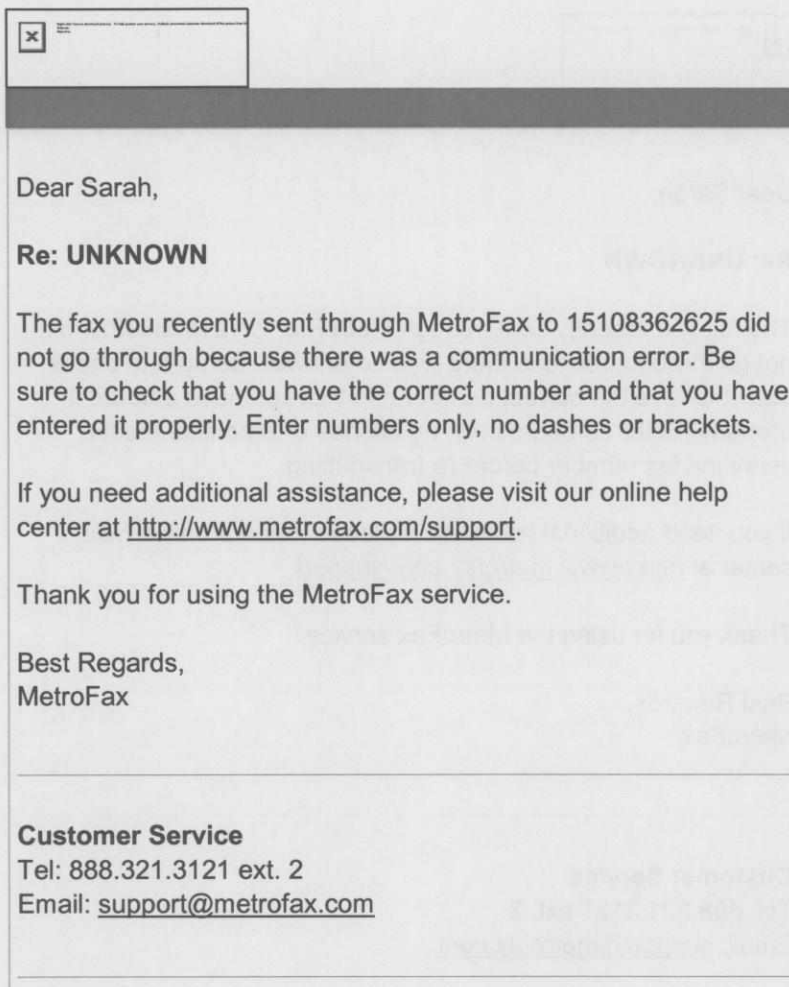 Dear Sarah,
Re: UNKNOWN
The fax you recently sent through MetroFax to 15108362625 did
not go through because there was a communication error. Be
sure to check that you have the correct number and that you have
entered it properly. Enter numbers only, no dashes or brackets.
If you need additional assistance, please visit our online help
center at http://www.metrofax.com/support.
Thank you for using the MetroFax service.
Best Regards,
MetroFax
Customer Service
Tel: 888.321.3121 ext. 2
Email: support@metrofax.com